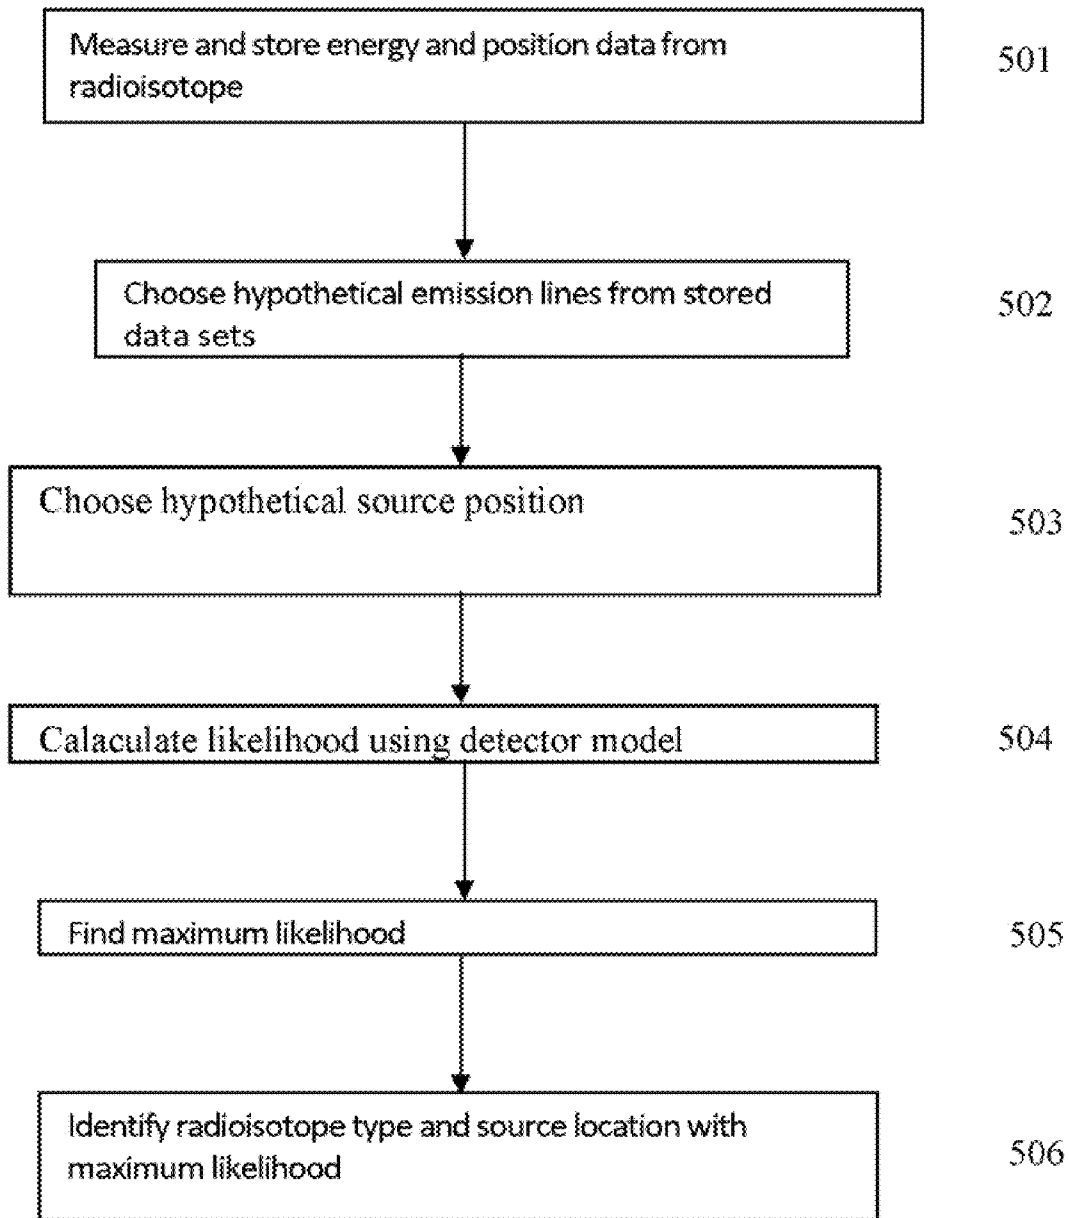 Measure and store energy and position data from
radioisotope
501
Choose hypothetical emission lines from stored
data sets
502
Choose hypothetical source position
503
Calaculate likelihood using detector model
504
Find maximum likelihood
505
Identify radioisotope type and source location with
maximum likelihood
506